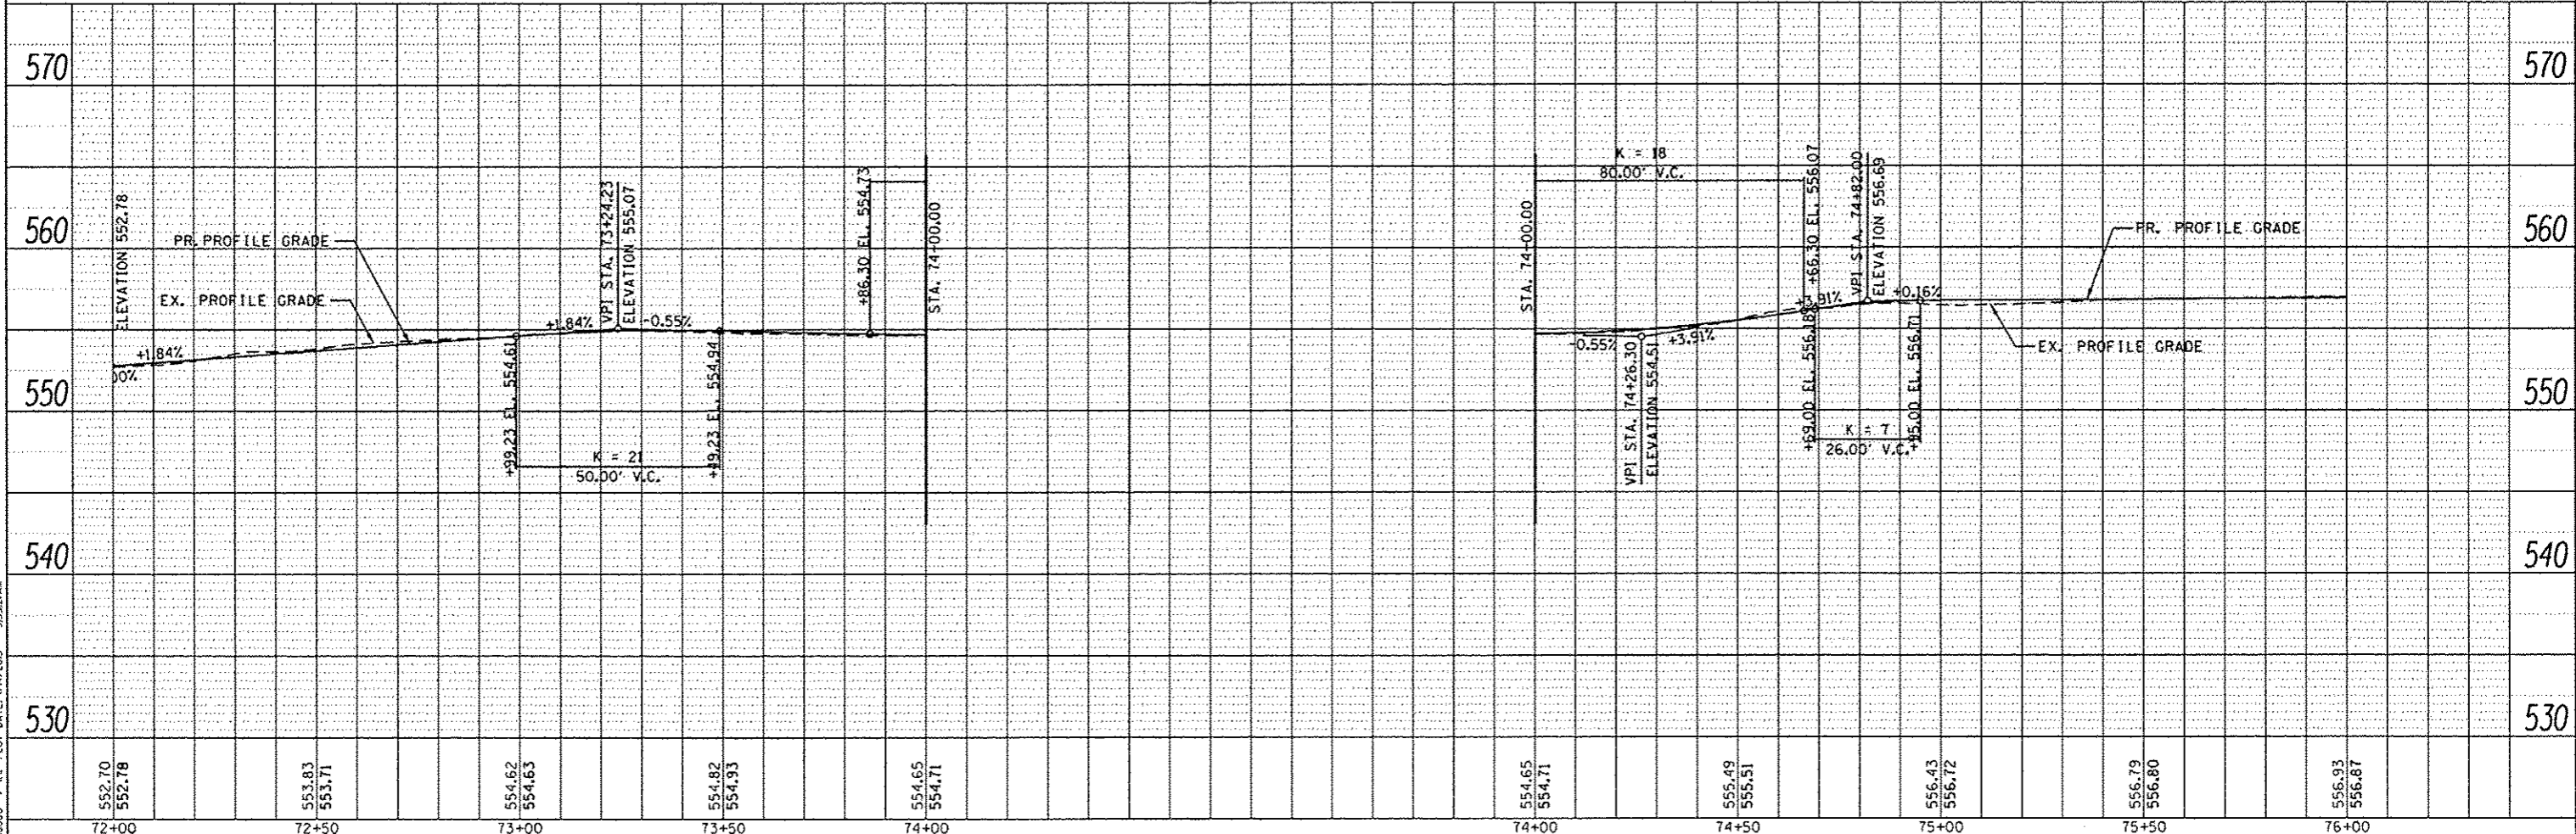 570
560
550
540
530
ELEVATION 552.78
PR. PROFILE GRADE
EX. PROFILE GRADE
+1.84%
00%
+99.23 EL. 554.61
+1.84%
VPI STA. 73+24.23
ELEVATION 555.07
-0.55%
+49.23 EL. 554.94
K = 21
50.00' V.C.
+86.30 EL. 554.73
STA. 74+00.00
STA. 74+00.00
K = 18
80.00' V.C.
-0.55%
VPI STA. 74+26.30
ELEVATION 554.51
+3.91%
+66.30 EL. 556.07
+3.91%
+69.00 EL. 556.18
VPI STA. 74+82.00
ELEVATION 556.69
+0.16%
+95.00 EL. 556.71
K = 7
26.00' V.C.
PR. PROFILE GRADE
EX. PROFILE GRADE
570
560
550
540
530
552.70
552.78
553.83
553.71
554.62
554.63
554.82
554.93
554.65
554.71
554.65
554.71
555.49
555.51
556.43
556.72
556.79
556.80
556.93
556.87
72+00
72+50
73+00
73+50
74+00
74+00
74+50
75+00
75+50
76+00